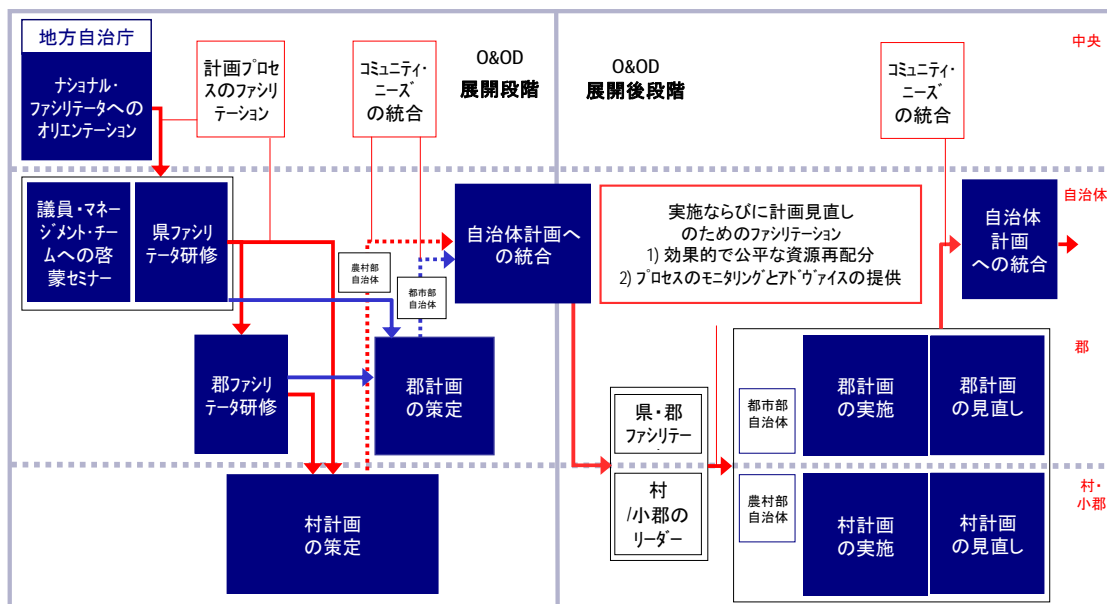 地方自治庁
ナショナル・
ファシリテータへの
オリエンテーション
計画プロセ
スのファシリ
テーション
コミュニティ・
ニーズ
の統合
O&OD
展開段階
O&OD
展開後段階
コミュニティ・
ニーズ
の統合
中央
議員・マネー
ジメント・チー
ムへの啓
蒙セミナー
県ファシリ
テータ研修
農村部
自治体
都市部
自治体
自治体計画へ
の統合
実施ならびに計画見直し
のためのファシリテーション
1) 効果的で公平な資源再配分
2) プロセスのモニタリングとアドヴァイスの提供
自治体
計画
への統合
自治体
郡ファシリ
テータ研修
郡計画
の策定
県・郡
ファシリテー
都市部
自治体
郡計画
の実施
郡計画
の見直し
郡
村計画
の策定
村
/小郡の
リーダー
農村部
自治体
村計画
の実施
村計画
の見直し
村・
小郡